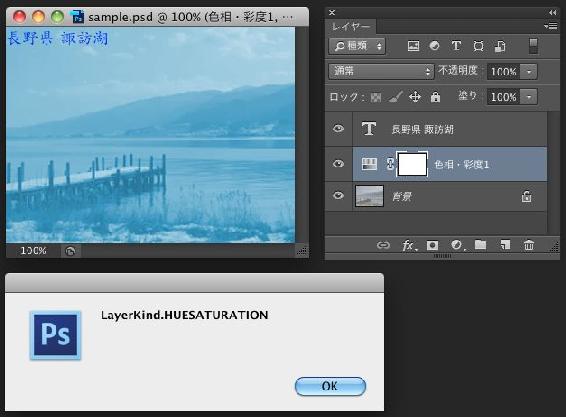 sample.psd @ 100% (色相・彩度1, …
長野県 諏訪湖
100%
レイヤー
種類
通常
不透明度: 100%
ロック:
塗り: 100%
T 長野県 諏訪湖
色相・彩度1
背景
fx
Ps
LayerKind.HUESATURATION
OK